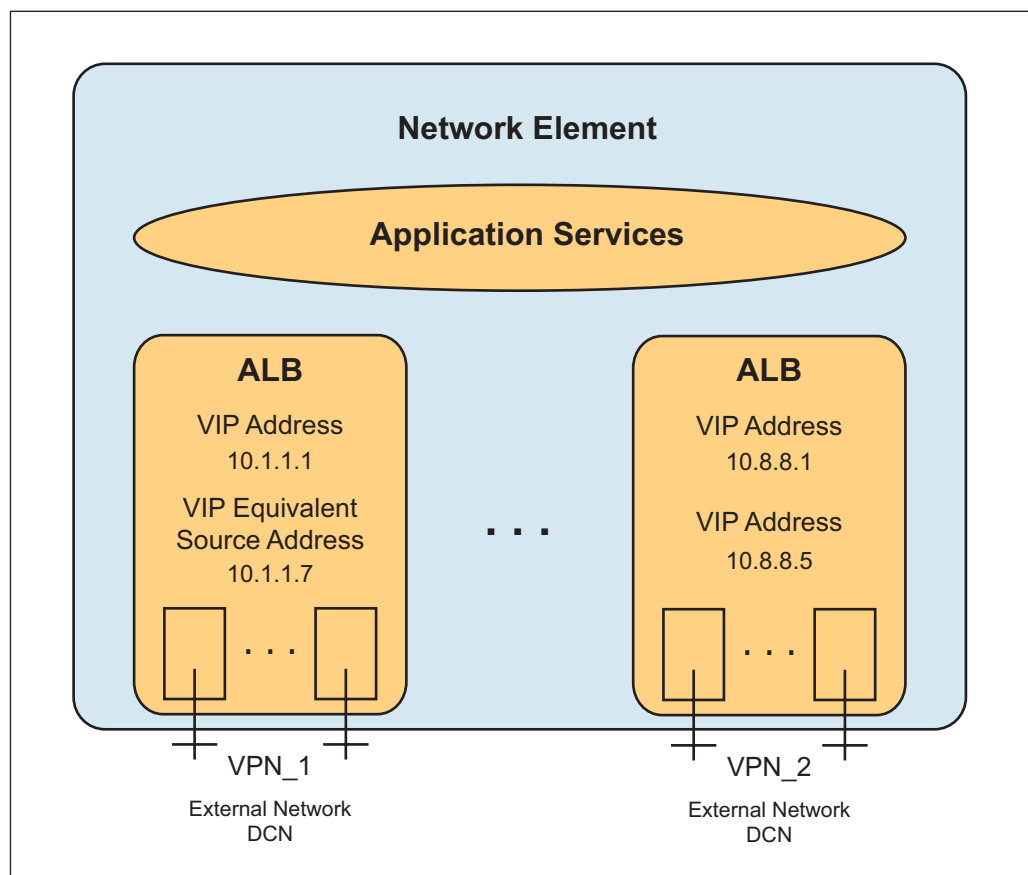 Network Element
Application Services
ALB
VIP Address
10.1.1.1
VIP Equivalent
Source Address
10.1.1.7
. . .
VPN_1
External Network
DCN
. . .
ALB
VIP Address
10.8.8.1
VIP Address
10.8.8.5
. . .
VPN_2
External Network
DCN